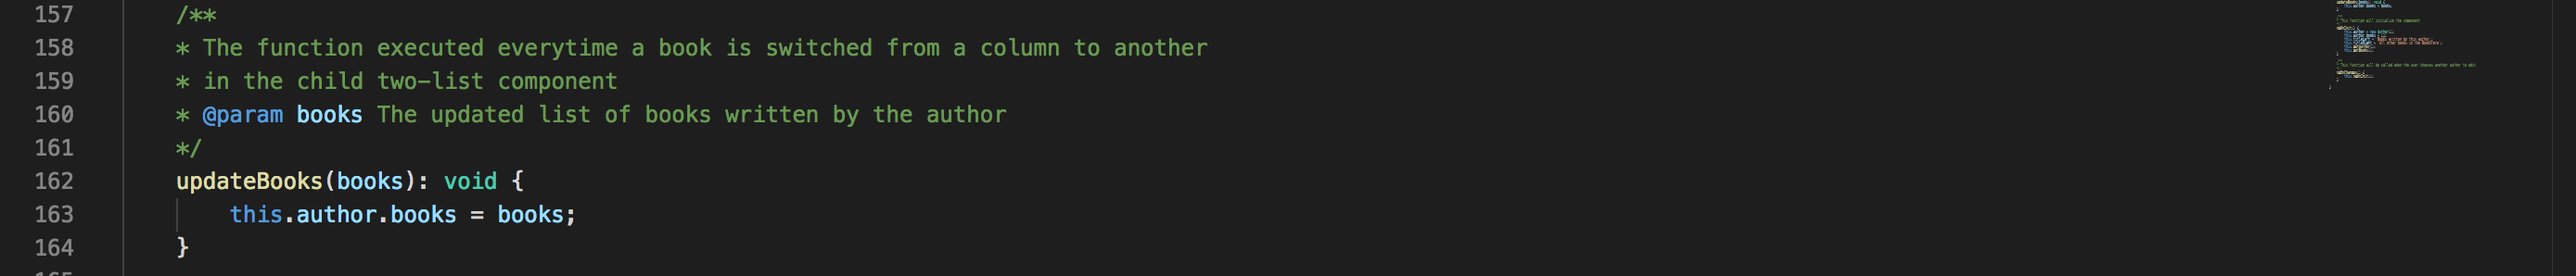 157 /**
158 * The function executed everytime a book is switched from a column to another
159 * in the child two-list component
160 * @param books The updated list of books written by the author
161 */
162 updateBooks(books): void {
163 this.author.books = books;
164 }